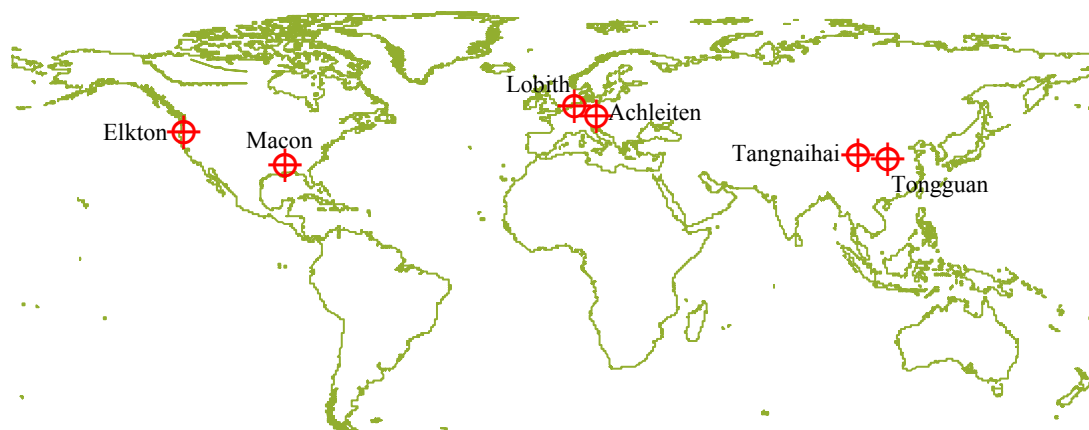 Lobith
Achleiten
Elkton
Macon
Tangnaihai
Tongguan